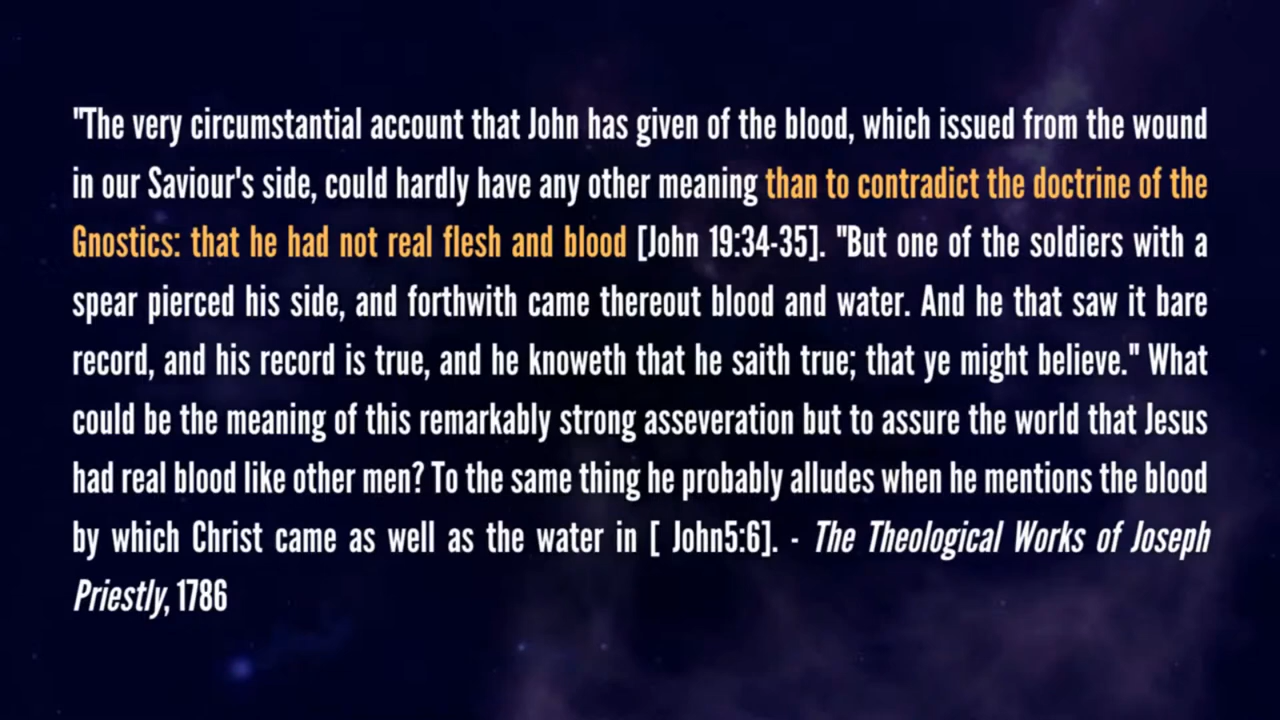 "The very circumstantial account that John has given of the blood, which issued from the wound
in our Saviour's side, could hardly have any other meaning than to contradict the doctrine of the
Gnostics: that he had not real flesh and blood [John 19:34-35]. "But one of the soldiers with a
spear pierced his side, and forthwith came thereout blood and water. And he that saw it bare
record, and his record is true, and he knoweth that he saith true; that ye might believe." What
could be the meaning of this remarkably strong asseveration but to assure the world that Jesus
had real blood like other men? To the same thing he probably alludes when he mentions the blood
by which Christ came as well as the water in [ John5:6]. - The Theological Works of Joseph
Priestly, 1786